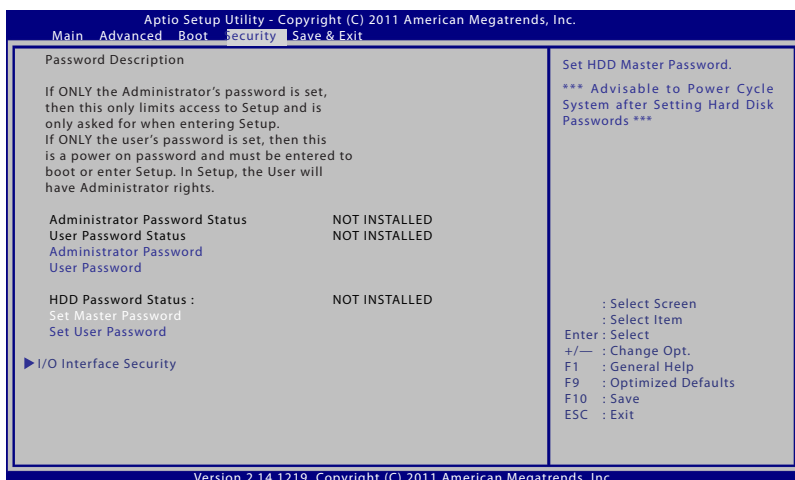 Aptio Setup Utility - Copyright (C) 2011 American Megatrends, Inc.
Main Advanced Boot Security Save & Exit
Password Description
If ONLY the Administrator's password is set,
then this only limits access to Setup and is
only asked for when entering Setup.
If ONLY the user's password is set, then this
is a power on password and must be entered to
boot or enter Setup. In Setup, the User will
have Administrator rights.
Administrator Password Status NOT INSTALLED
User Password Status NOT INSTALLED
Administrator Password
User Password
HDD Password Status : NOT INSTALLED
Set Master Password
Set User Password
I/O Interface Security
Set HDD Master Password.
*** Advisable to Power Cycle
System after Setting Hard Disk
Passwords ***
: Select Screen
: Select Item
Enter : Select
+/— : Change Opt.
F1 : General Help
F9 : Optimized Defaults
F10 : Save
ESC : Exit
Version 2.14.1219. Copyright (C) 2011 American Megatrends, Inc.